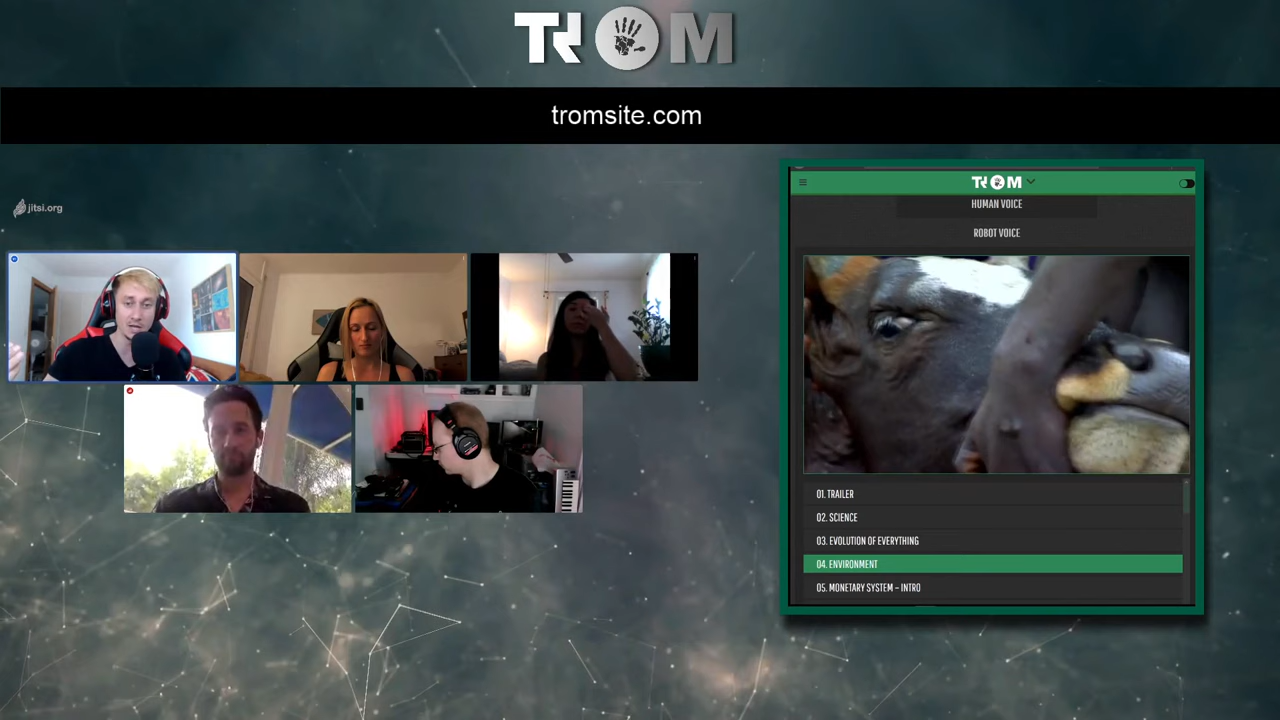 TROM
tromsite.com
jitsi.org
TROM
HUMAN VOICE
ROBOT VOICE
01. TRAILER
02. SCIENCE
03. EVOLUTION OF EVERYTHING
04. ENVIRONMENT
05. MONETARY SYSTEM – INTRO